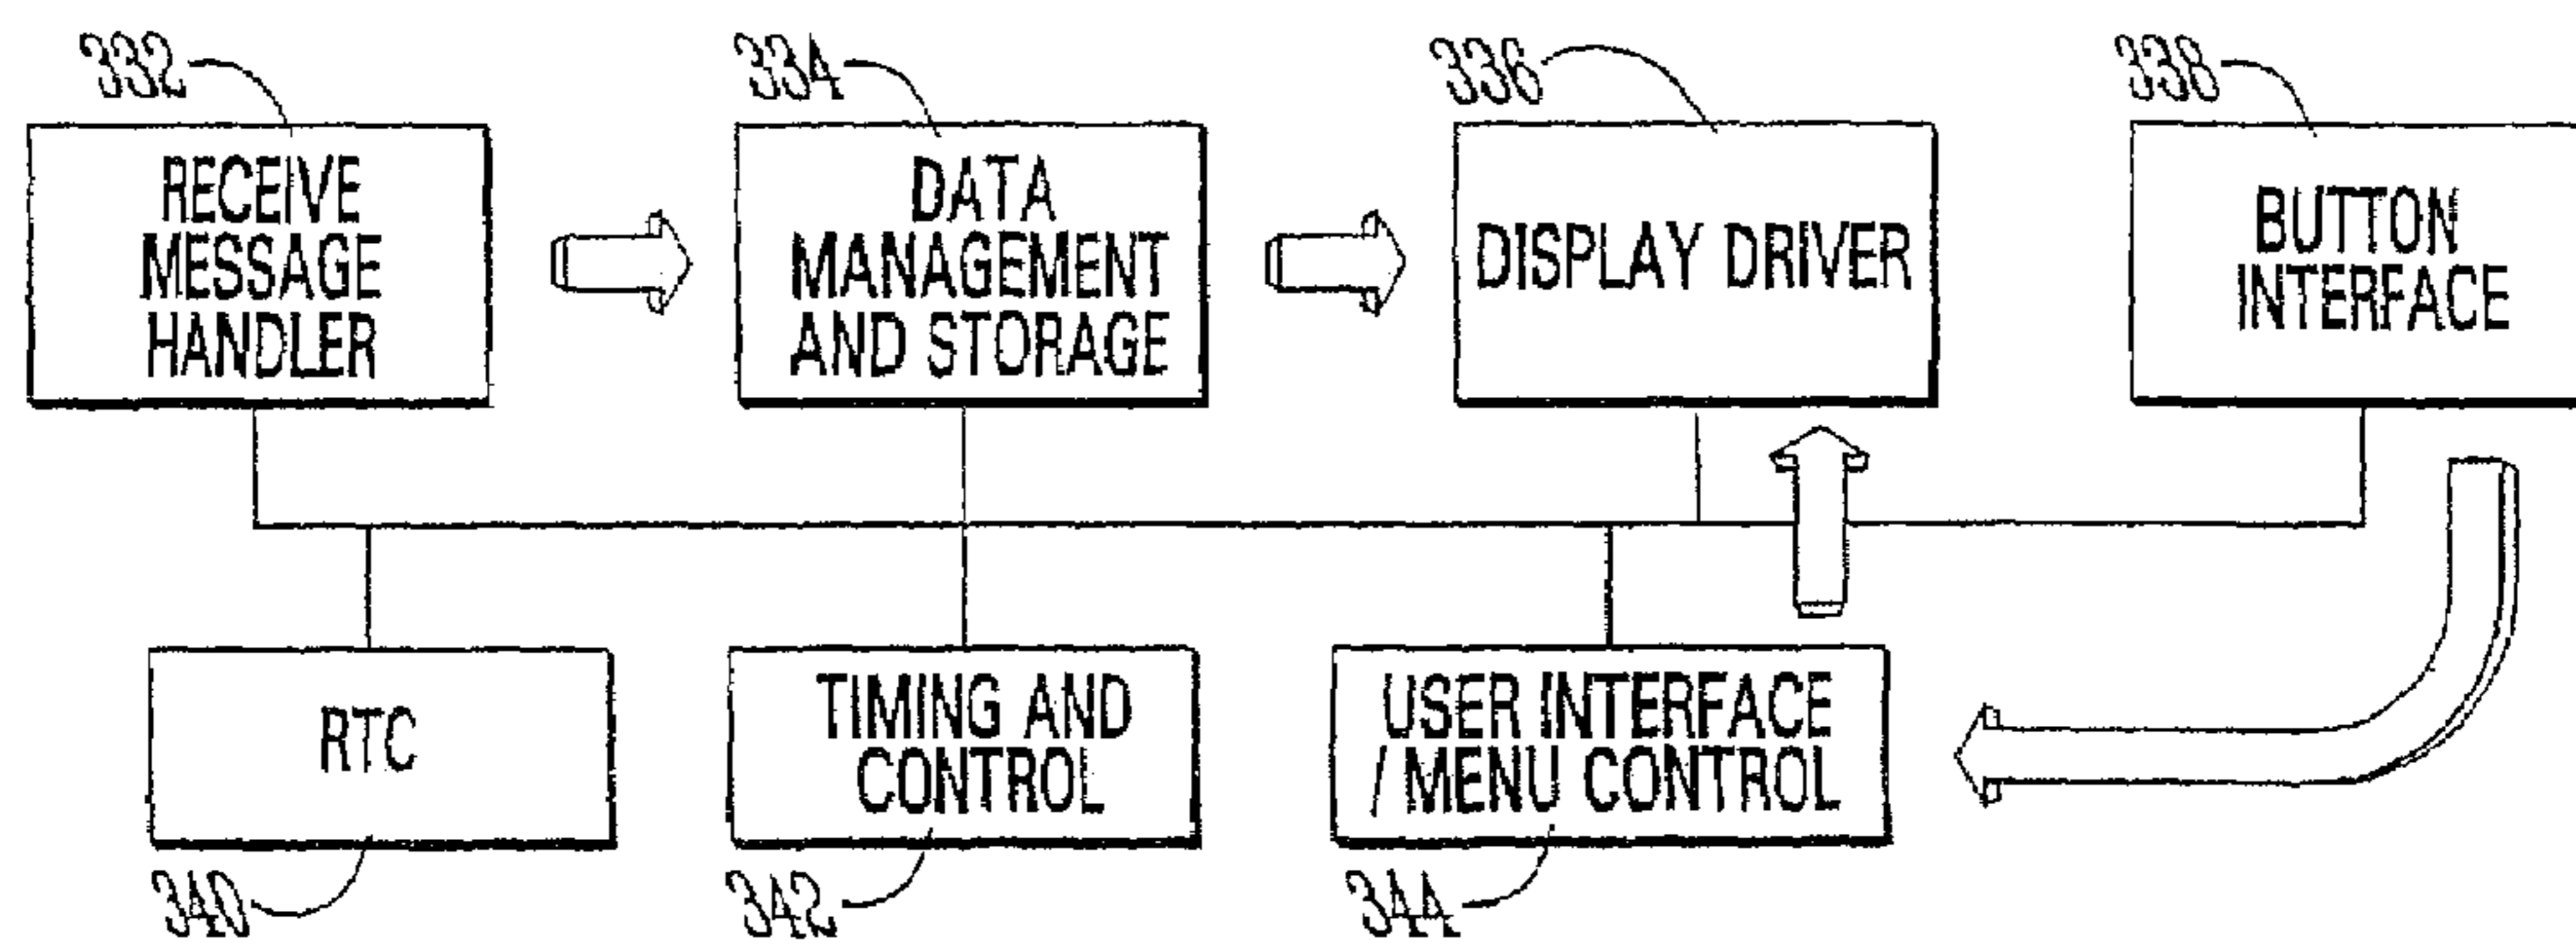 332
334
336
338
RECEIVE
MESSAGE
HANDLER
DATA
MANAGEMENT
AND STORAGE
DISPLAY DRIVER
BUTTON
INTERFACE
RTC
TIMING AND
CONTROL
USER INTERFACE
/ MENU CONTROL
340
342
344